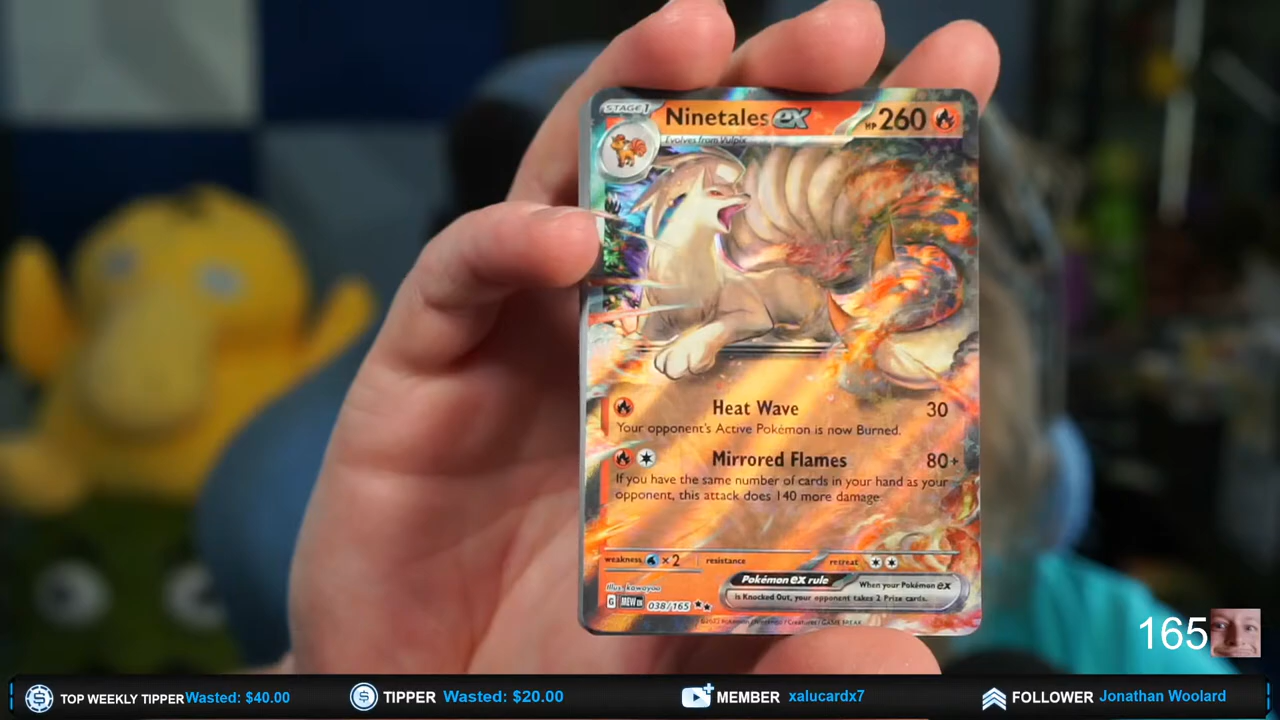 STAGE 1
Ninetales ex
HP 260
Evolves from Vulpix
Heat Wave 30
Your opponent's Active Pokémon is now Burned.
Mirrored Flames 80+
If you have the same number of cards in your hand as your
opponent, this attack does 140 more damage.
weakness ×2 resistance retreat
Illus. kawayoo
Pokémon ex rule When your Pokémon ex
is Knocked Out, your opponent takes 2 Prize cards.
G MEW EN 038/165
165
TOP WEEKLY TIPPER Wasted: $40.00
TIPPER Wasted: $20.00
MEMBER xalucardx7
FOLLOWER Jonathan Woolard